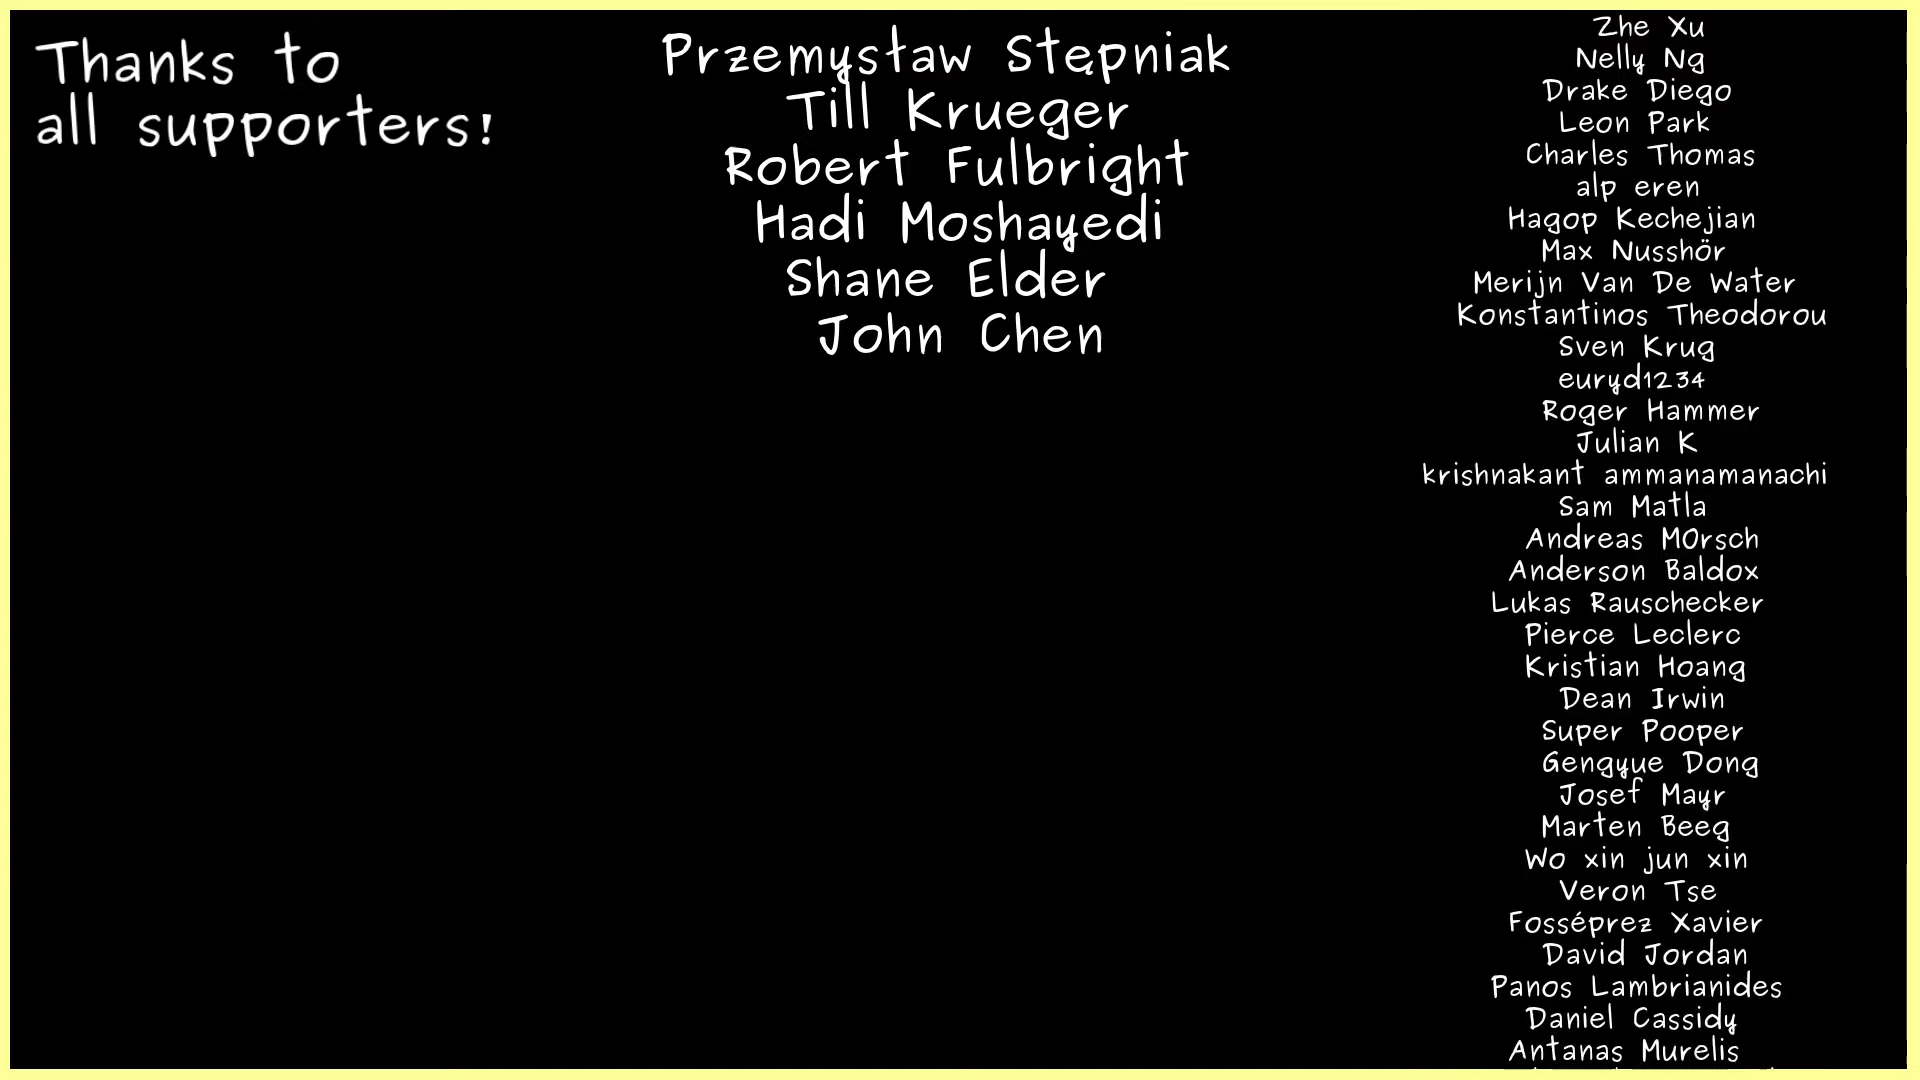 Thanks to
all supporters!
Przemysław Stępniak
Till Krueger
Robert Fulbright
Hadi Moshayedi
Shane Elder
John Chen
Zhe Xu
Nelly Ng
Drake Diego
Leon Park
Charles Thomas
alp eren
Hagop Kechejian
Max Nusshör
Merijn Van De Water
Konstantinos Theodorou
Sven Krug
euryd1234
Roger Hammer
Julian K
krishnakant ammanamanachi
Sam Matla
Andreas M0rsch
Anderson Baldox
Lukas Rauschecker
Pierce Leclerc
Kristian Hoang
Dean Irwin
Super Pooper
Gengyue Dong
Josef Mayr
Marten Beeg
Wo xin jun xin
Veron Tse
Fosséprez Xavier
David Jordan
Panos Lambrianides
Daniel Cassidy
Antanas Murelis